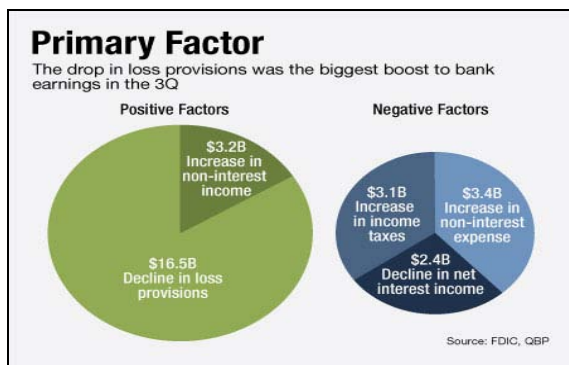 Primary Factor
The drop in loss provisions was the biggest boost to bank
earnings in the 3Q
Positive Factors
$3.2B
Increase in
non-interest
income
$16.5B
Decline in loss
provisions
Negative Factors
$3.1B
Increase
in income
taxes
$3.4B
Increase in
non-interest
expense
$2.4B
Decline in net
interest income
Source: FDIC, QBP